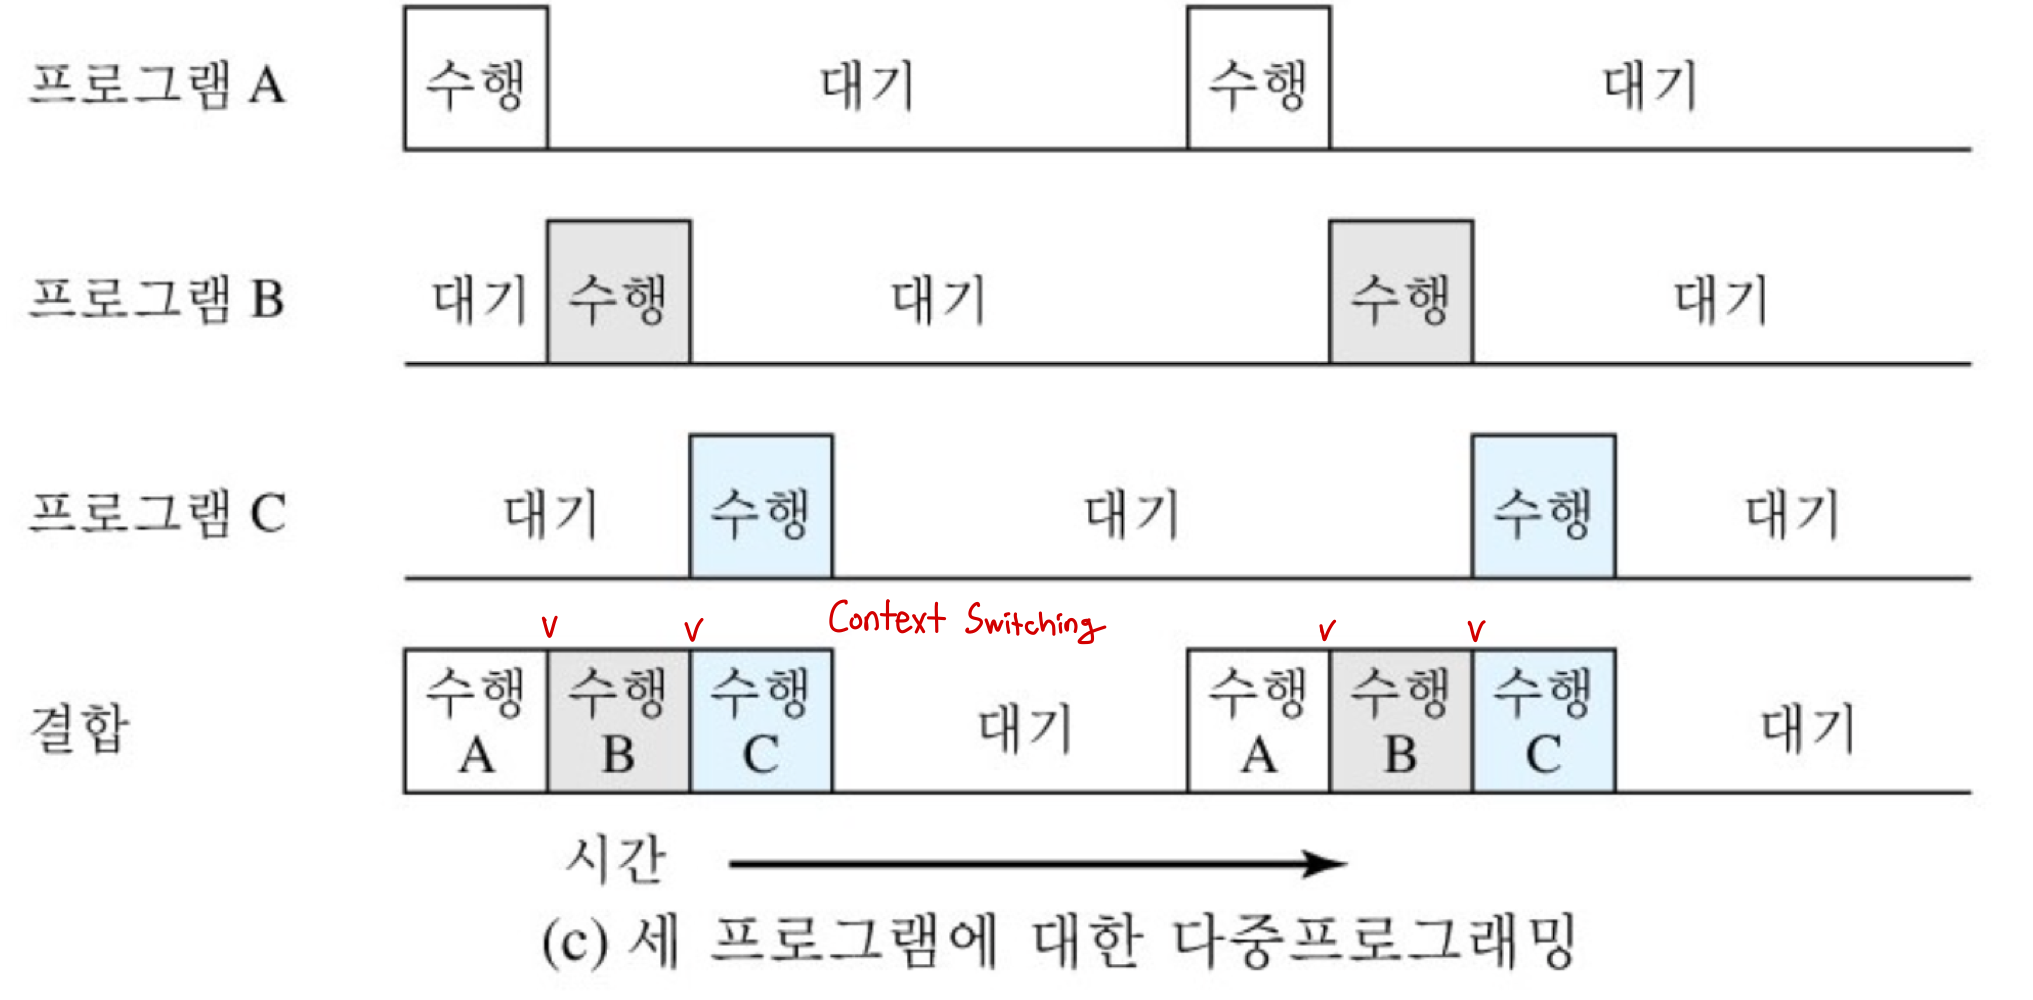 프로그램 A 수행 대기 수행 대기
프로그램 B 대기 수행 대기 수행 대기
프로그램 C 대기 수행 대기 수행 대기
v v Context Switching v v
결합 수행 A 수행 B 수행 C 대기 수행 A 수행 B 수행 C 대기
시간
(c) 세 프로그램에 대한 다중프로그래밍